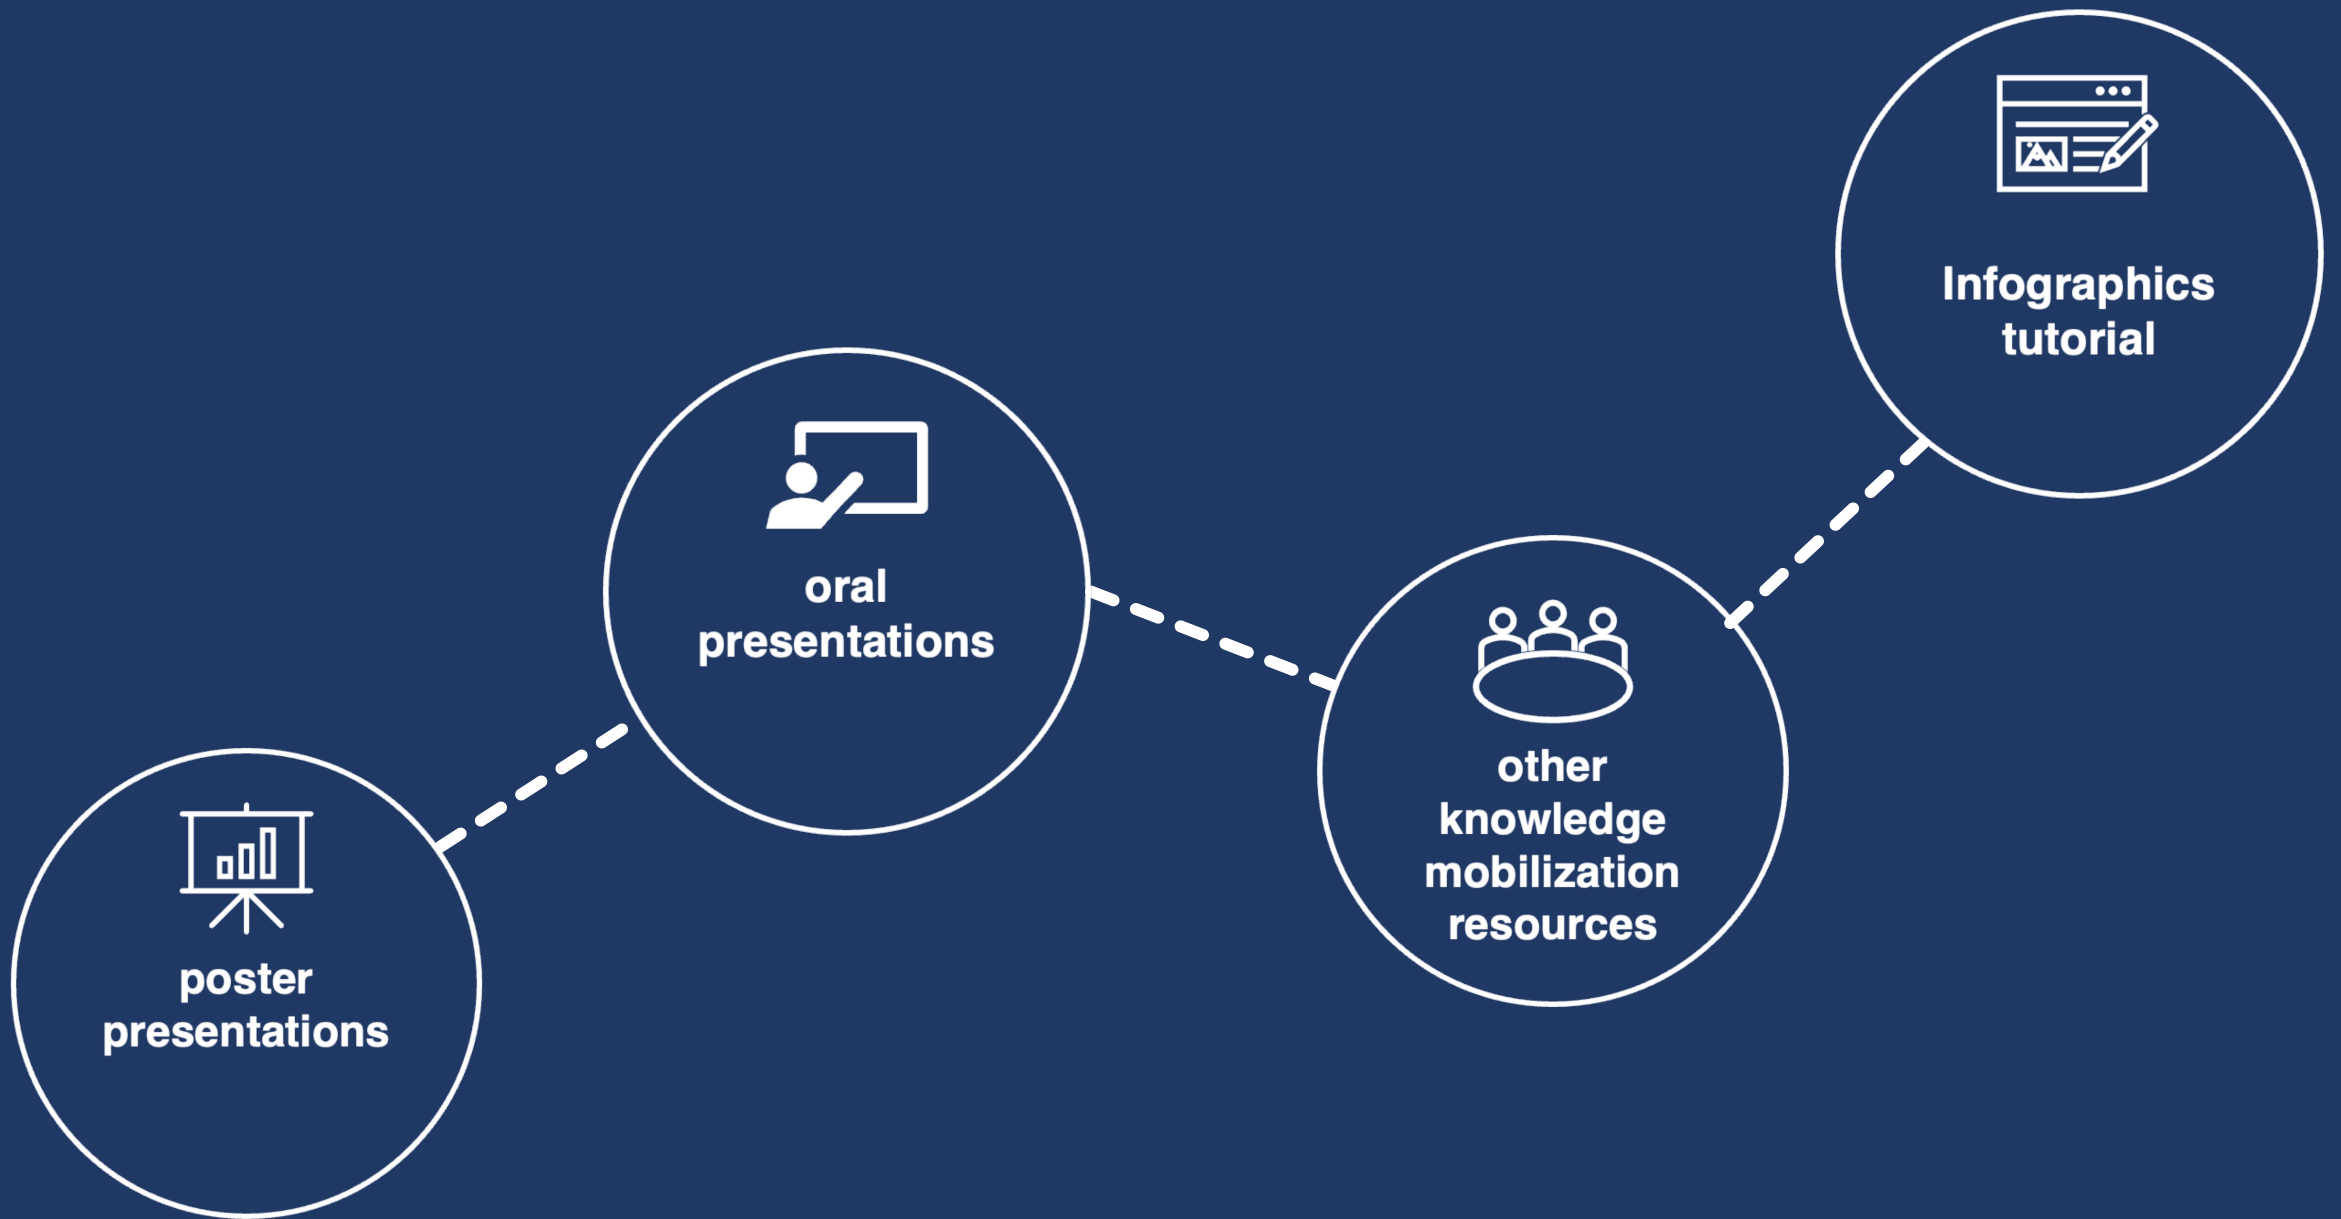 poster
presentations
oral
presentations
other
knowledge
mobilization
resources
Infographics
tutorial